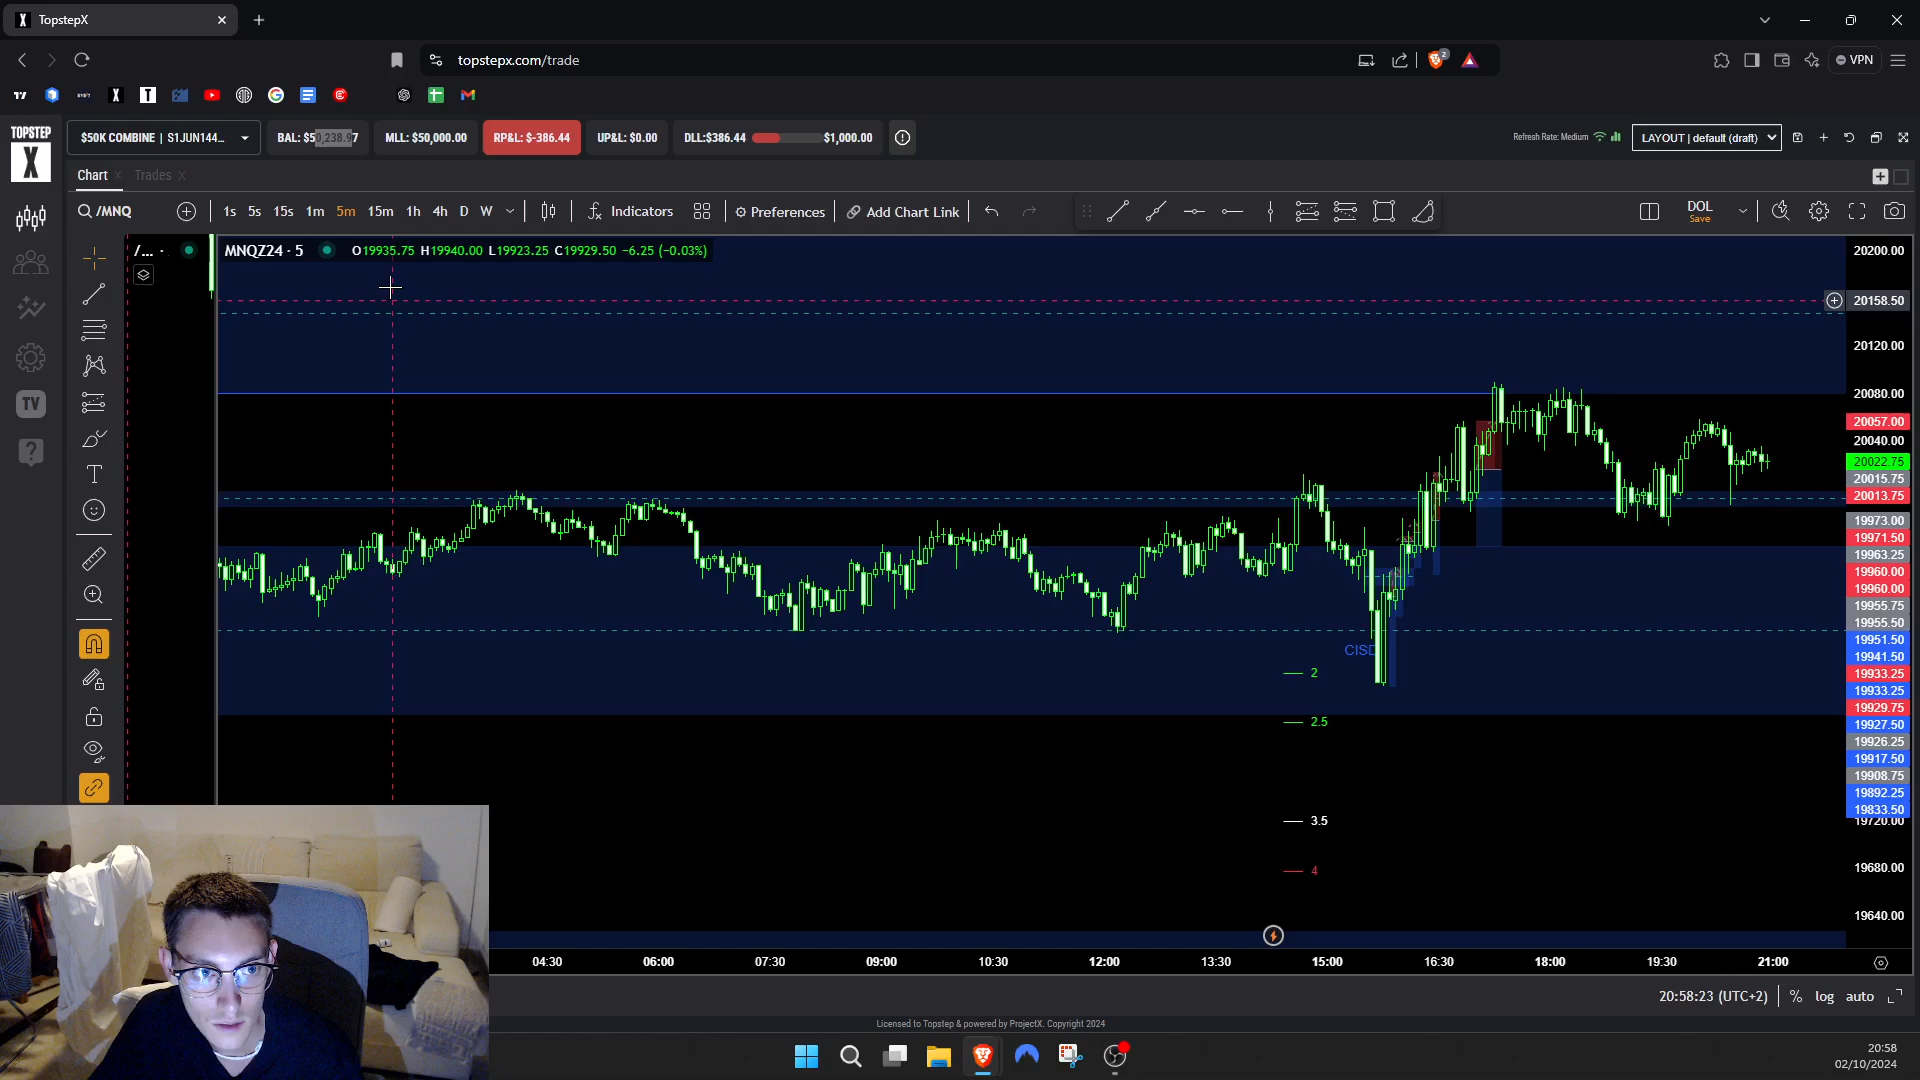 TopstepX
topstepx.com/trade
VPN
TOPSTEP
X
$50K COMBINE | S1JUN144...
BAL: $50,238.97
MLL: $50,000.00
RP&L: $-386.44
UP&L: $0.00
DLL:$386.44
$1,000.00
Refresh Rate: Medium
LAYOUT | default (draft)
Chart
Trades
/MNQ
1s 5s 15s 1m 5m 15m 1h 4h D W
Indicators
Preferences
Add Chart Link
DOL
Save
/... ·
MNQZ24 · 5
O19935.75 H19940.00 L19923.25 C19929.50 −6.25 (−0.03%)
TV
20200.00
20158.50
20120.00
20080.00
20057.00
20040.00
20022.75
20015.75
20013.75
19973.00
19971.50
19963.25
19960.00
19960.00
19955.75
19955.50
19951.50
19941.50
19933.25
19933.25
19929.75
19927.50
19926.25
19917.50
19908.75
19892.25
19833.50
19720.00
19680.00
19640.00
CISD
2
2.5
3.5
4
04:30 06:00 07:30 09:00 10:30 12:00 13:30 15:00 16:30 18:00 19:30 21:00
20:58:23 (UTC+2)
% log auto
Licensed to Topstep & powered by ProjectX. Copyright 2024
20:58
02/10/2024